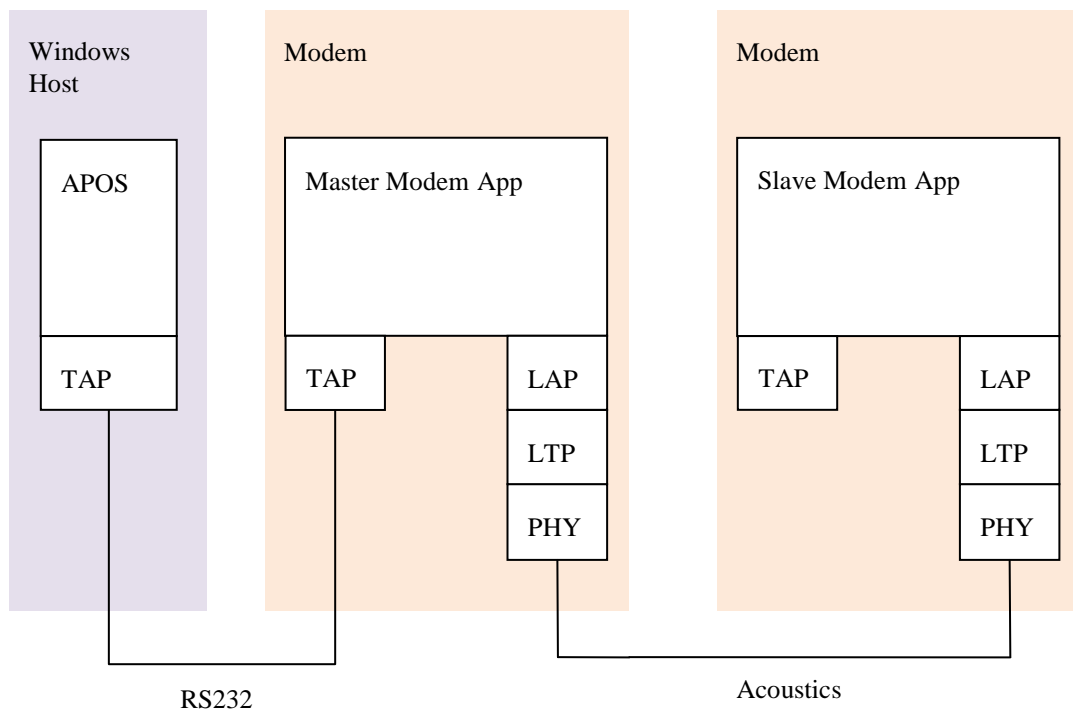 Windows
Host
Modem
Modem
APOS
Master Modem App
Slave Modem App
TAP
TAP
LAP
TAP
LAP
LTP
LTP
PHY
PHY
RS232
Acoustics